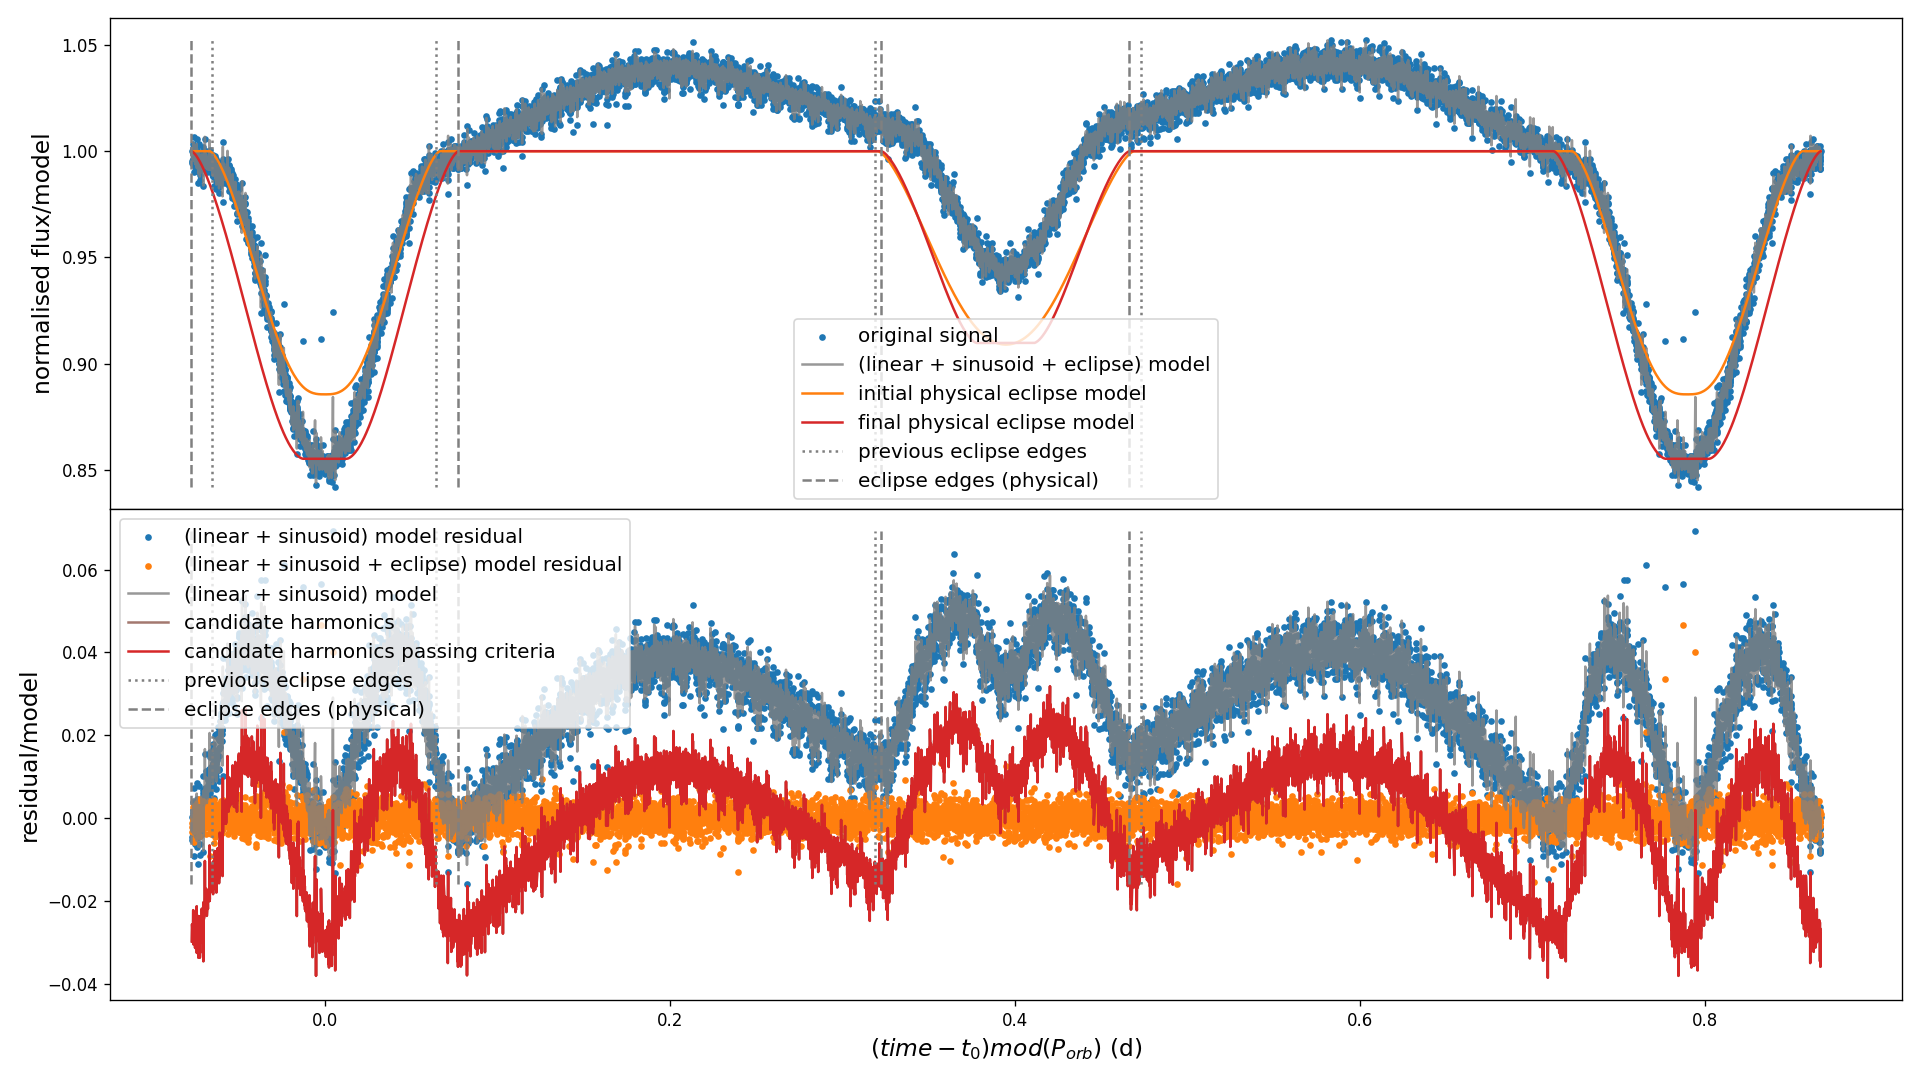 1.05
1.00
0.95
0.90
0.85
normalised flux/model
original signal
(linear + sinusoid + eclipse) model
initial physical eclipse model
final physical eclipse model
previous eclipse edges
eclipse edges (physical)
(linear + sinusoid) model residual
(linear + sinusoid + eclipse) model residual
(linear + sinusoid) model
candidate harmonics
candidate harmonics passing criteria
previous eclipse edges
eclipse edges (physical)
0.06
0.04
0.02
0.00
−0.02
−0.04
residual/model
0.0 0.2 0.4 0.6 0.8
(time − t₀)mod(P_orb) (d)